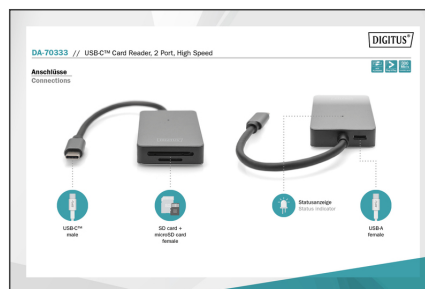 DIGITUS®
DA-70333 // USB-C™ Card Reader, 2 Port, High Speed
Anschlüsse
Connections
USB-C™
male
SD card +
microSD card
female
Statusanzeige
Status indicator
USB-A
female